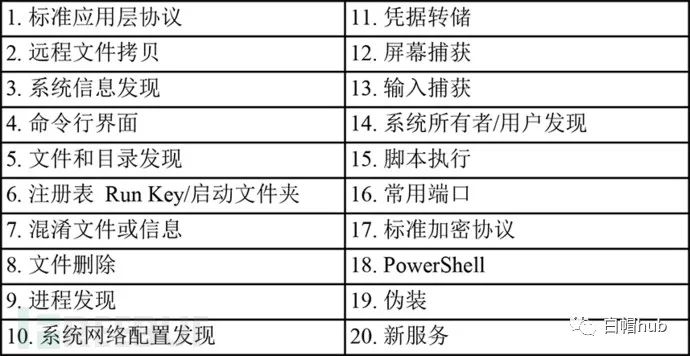 1. 标准应用层协议
2. 远程文件拷贝
3. 系统信息发现
4. 命令行界面
5. 文件和目录发现
6. 注册表 Run Key/启动文件夹
7. 混淆文件或信息
8. 文件删除
9. 进程发现
10. 系统网络配置发现
11. 凭据转储
12. 屏幕捕获
13. 输入捕获
14. 系统所有者/用户发现
15. 脚本执行
16. 常用端口
17. 标准加密协议
18. PowerShell
19. 伪装
20. 新服务
白帽hub